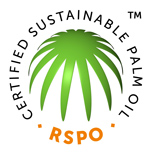 CERTIFIED SUSTAINABLE PALM OIL ™
· RSPO ·